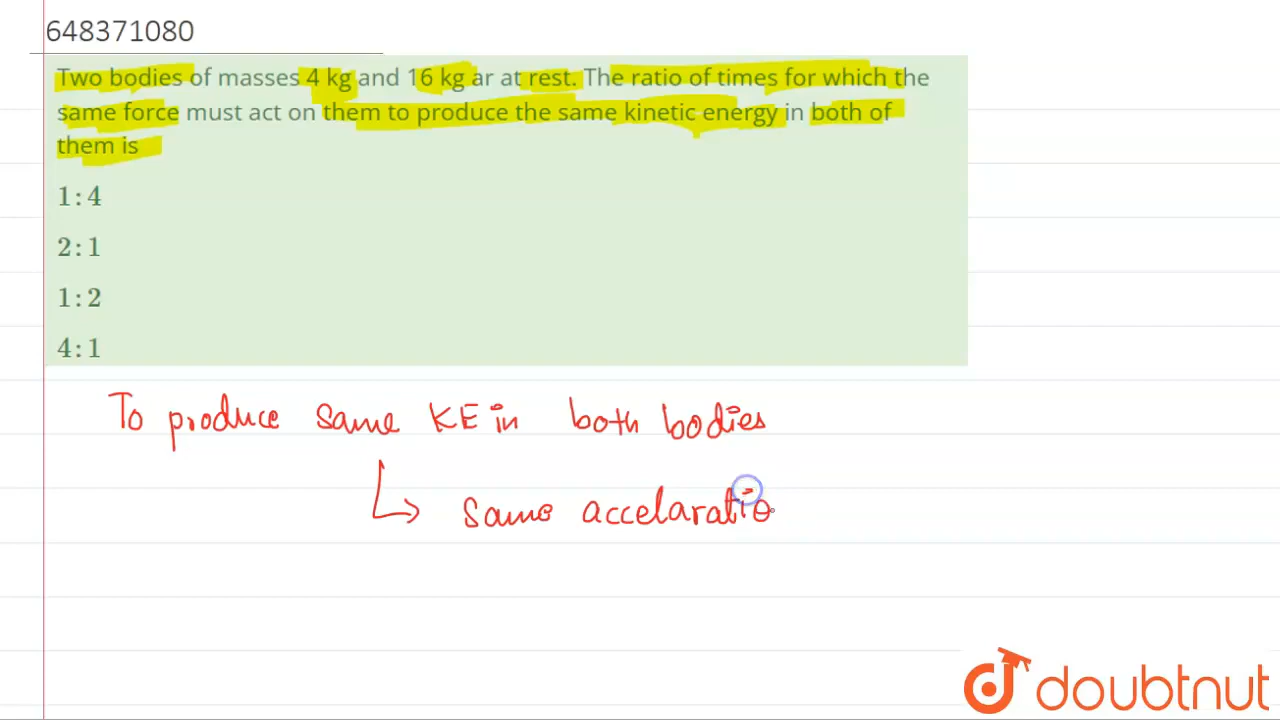 648371080
Two bodies of masses 4 kg and 16 kg ar at rest. The ratio of times for which the
same force must act on them to produce the same kinetic energy in both of
them is
1 : 4
2 : 1
1 : 2
4 : 1
To produce same KE in both bodies
same accelaratio
doubtnut